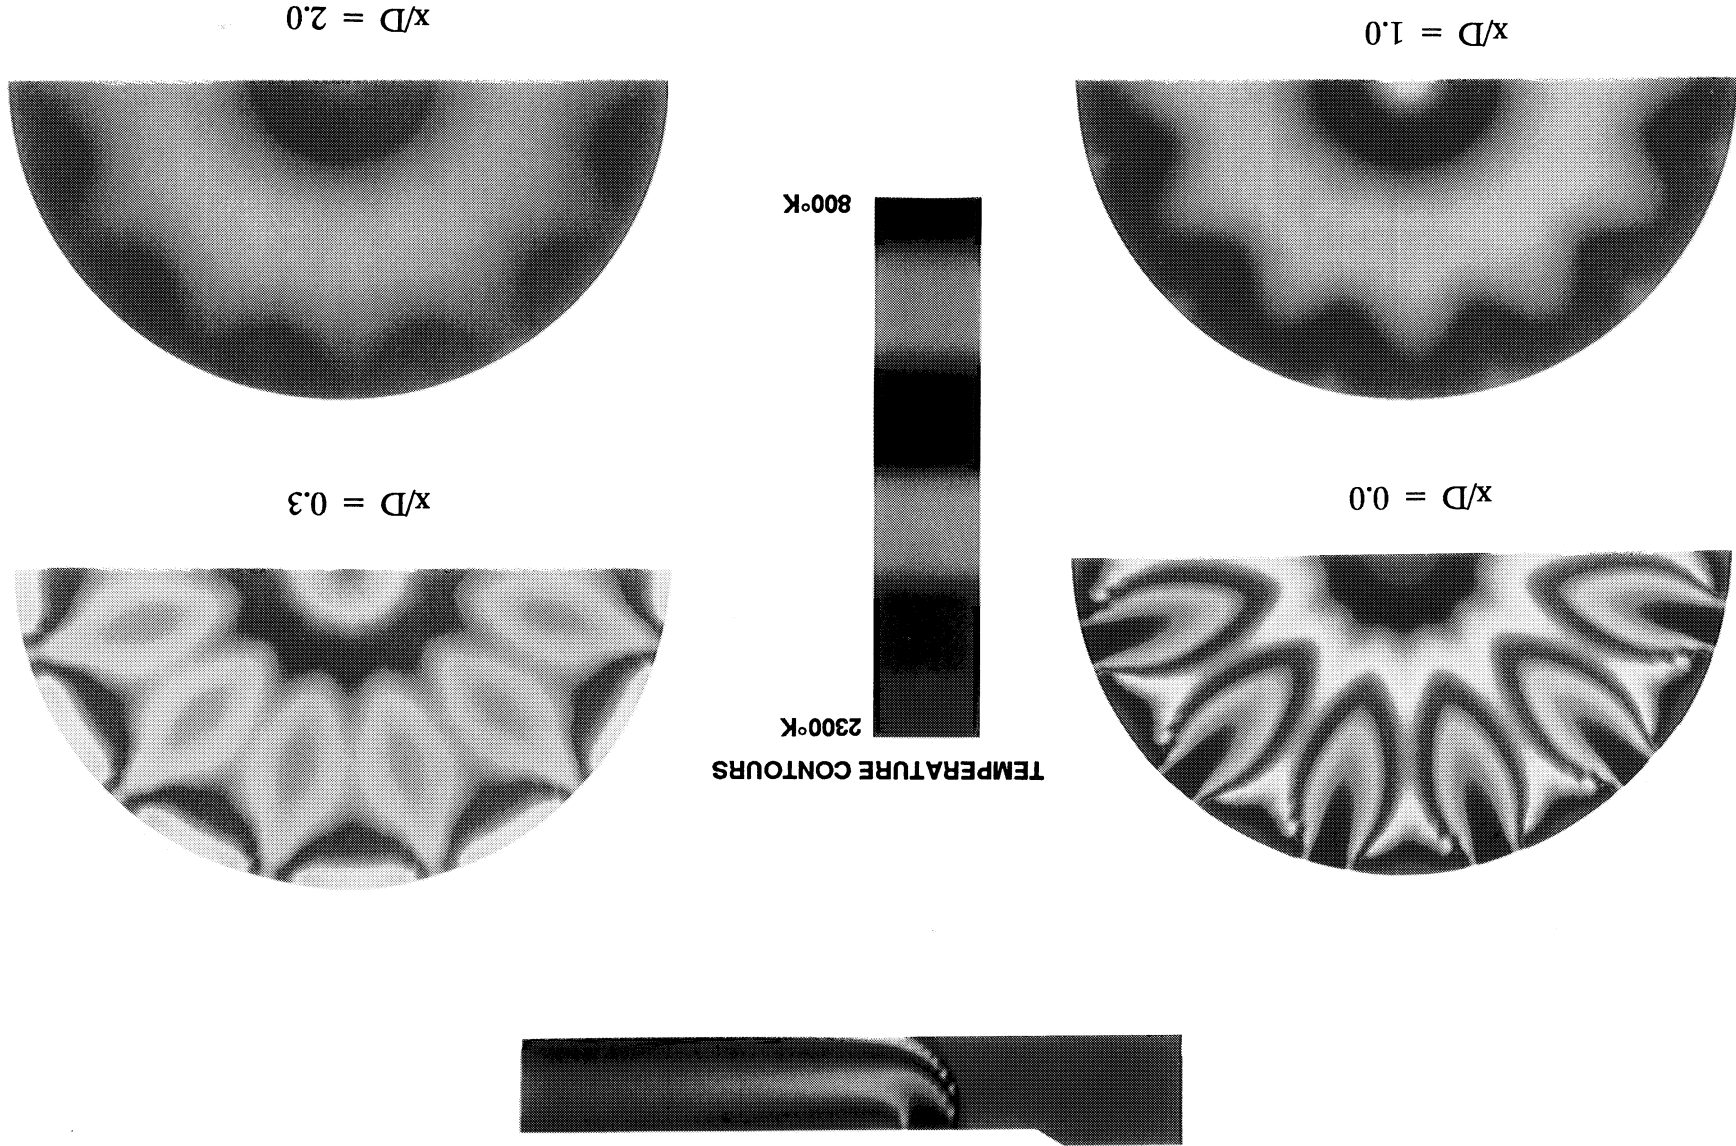 TEMPERATURE CONTOURS
2300°K
800°K
x/D = 0.0
x/D = 0.3
x/D = 1.0
x/D = 2.0